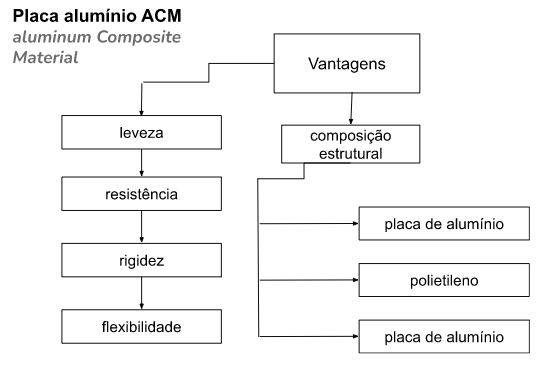 Placa alumínio ACM
aluminum Composite
Material
Vantagens
leveza
resistência
rigidez
flexibilidade
composição
estrutural
placa de alumínio
polietileno
placa de alumínio